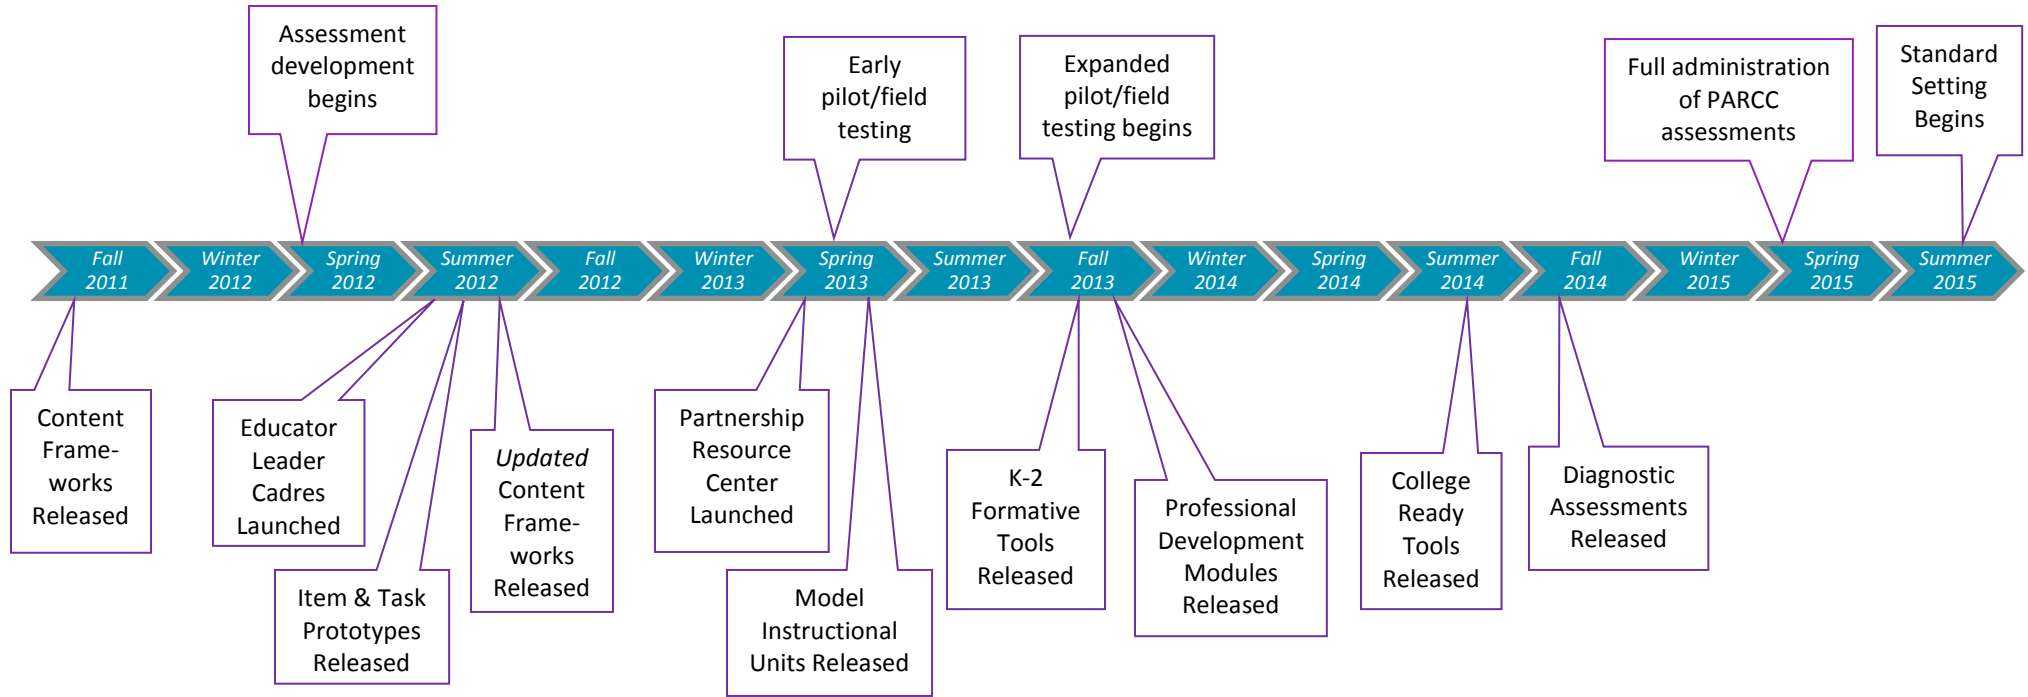 Assessment
development
begins
Early
pilot/field
testing
Expanded
pilot/field
testing begins
Full administration
of PARCC
assessments
Standard
Setting
Begins
Fall
2011
Winter
2012
Spring
2012
Summer
2012
Fall
2012
Winter
2013
Spring
2013
Summer
2013
Fall
2013
Winter
2014
Spring
2014
Summer
2014
Fall
2014
Winter
2015
Spring
2015
Summer
2015
Content
Frame-
works
Released
Educator
Leader
Cadres
Launched
Item & Task
Prototypes
Released
Updated
Content
Frame-
works
Released
Partnership
Resource
Center
Launched
Model
Instructional
Units Released
K-2
Formative
Tools
Released
Professional
Development
Modules
Released
College
Ready
Tools
Released
Diagnostic
Assessments
Released